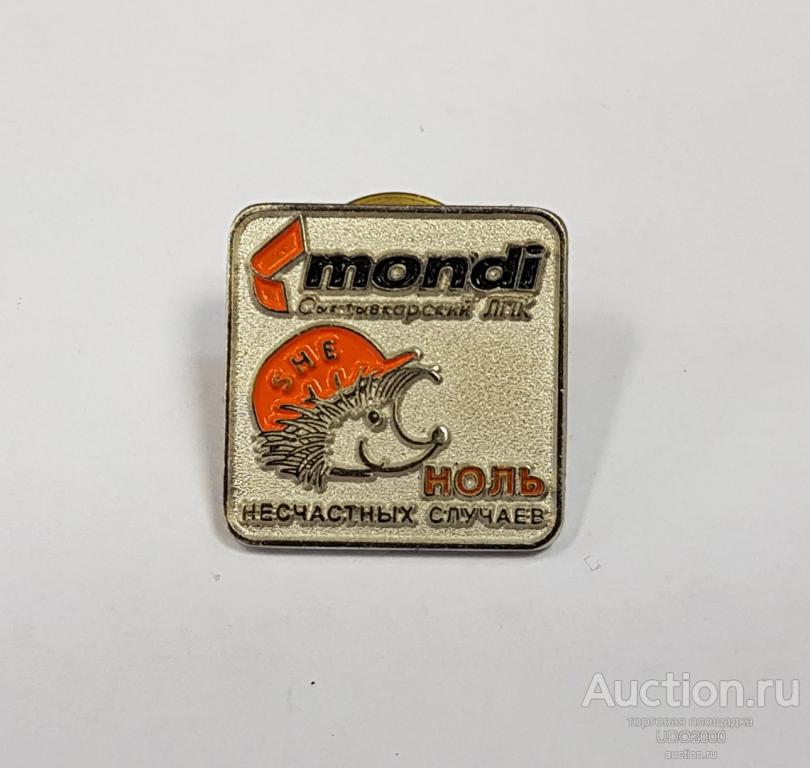 mondi
Сыктывкарский ЛПК
SHE
НОЛЬ
НЕСЧАСТНЫХ СЛУЧАЕВ
Auction.ru
торговая площадка
UDO2000
auction.ru